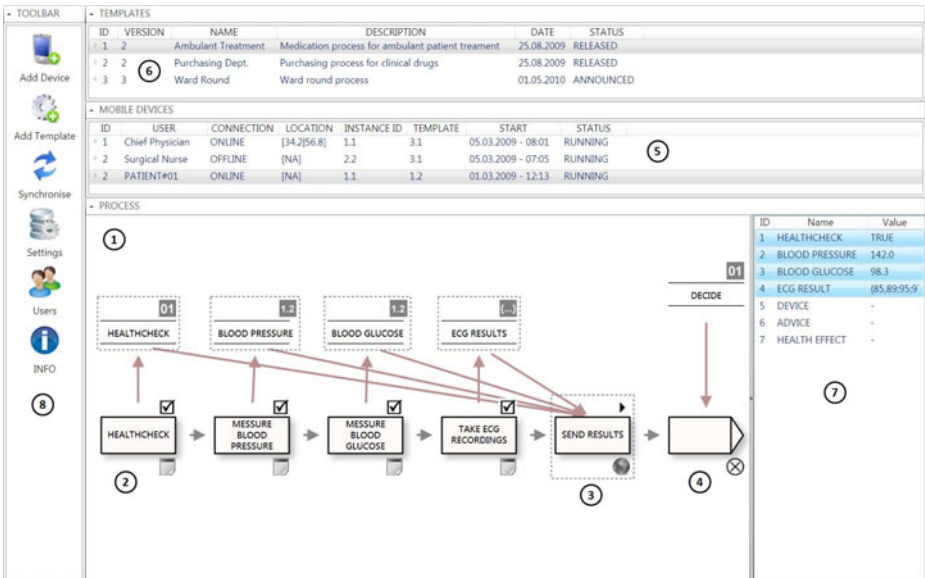 TOOLBAR
Add Device
Add Template
Synchronise
Settings
Users
INFO
8
TEMPLATES
ID VERSION NAME DESCRIPTION DATE STATUS
1 2 Ambulant Treatment Medication process for ambulant patient treament 25.08.2009 RELEASED
2 2 Purchasing Dept. Purchasing process for clinical drugs 25.08.2009 RELEASED
3 3 Ward Round Ward round process 01.05.2010 ANNOUNCED
6
MOBILE DEVICES
ID USER CONNECTION LOCATION INSTANCE ID TEMPLATE START STATUS
1 Chief Physician ONLINE [34.2|56.8] 1.1 3.1 05.03.2009 - 08:01 RUNNING
2 Surgical Nurse OFFLINE [NA] 2.2 3.1 05.03.2009 - 07:05 RUNNING
2 PATIENT#01 ONLINE [NA] 1.1 1.2 01.03.2009 - 12:13 RUNNING
5
PROCESS
1
01
DECIDE
01 1.2 1.2 {...}
HEALTHCHECK BLOOD PRESSURE BLOOD GLUCOSE ECG RESULTS
HEALTHCHECK
MESSURE
BLOOD
PRESSURE
MESSURE
BLOOD
GLUCOSE
TAKE ECG
RECORDINGS
SEND RESULTS
2
3
4
ID Name Value
1 HEALTHCHECK TRUE
2 BLOOD PRESSURE 142.0
3 BLOOD GLUCOSE 98.3
4 ECG RESULT {85,89;95;9
5 DEVICE -
6 ADVICE -
7 HEALTH EFFECT -
7